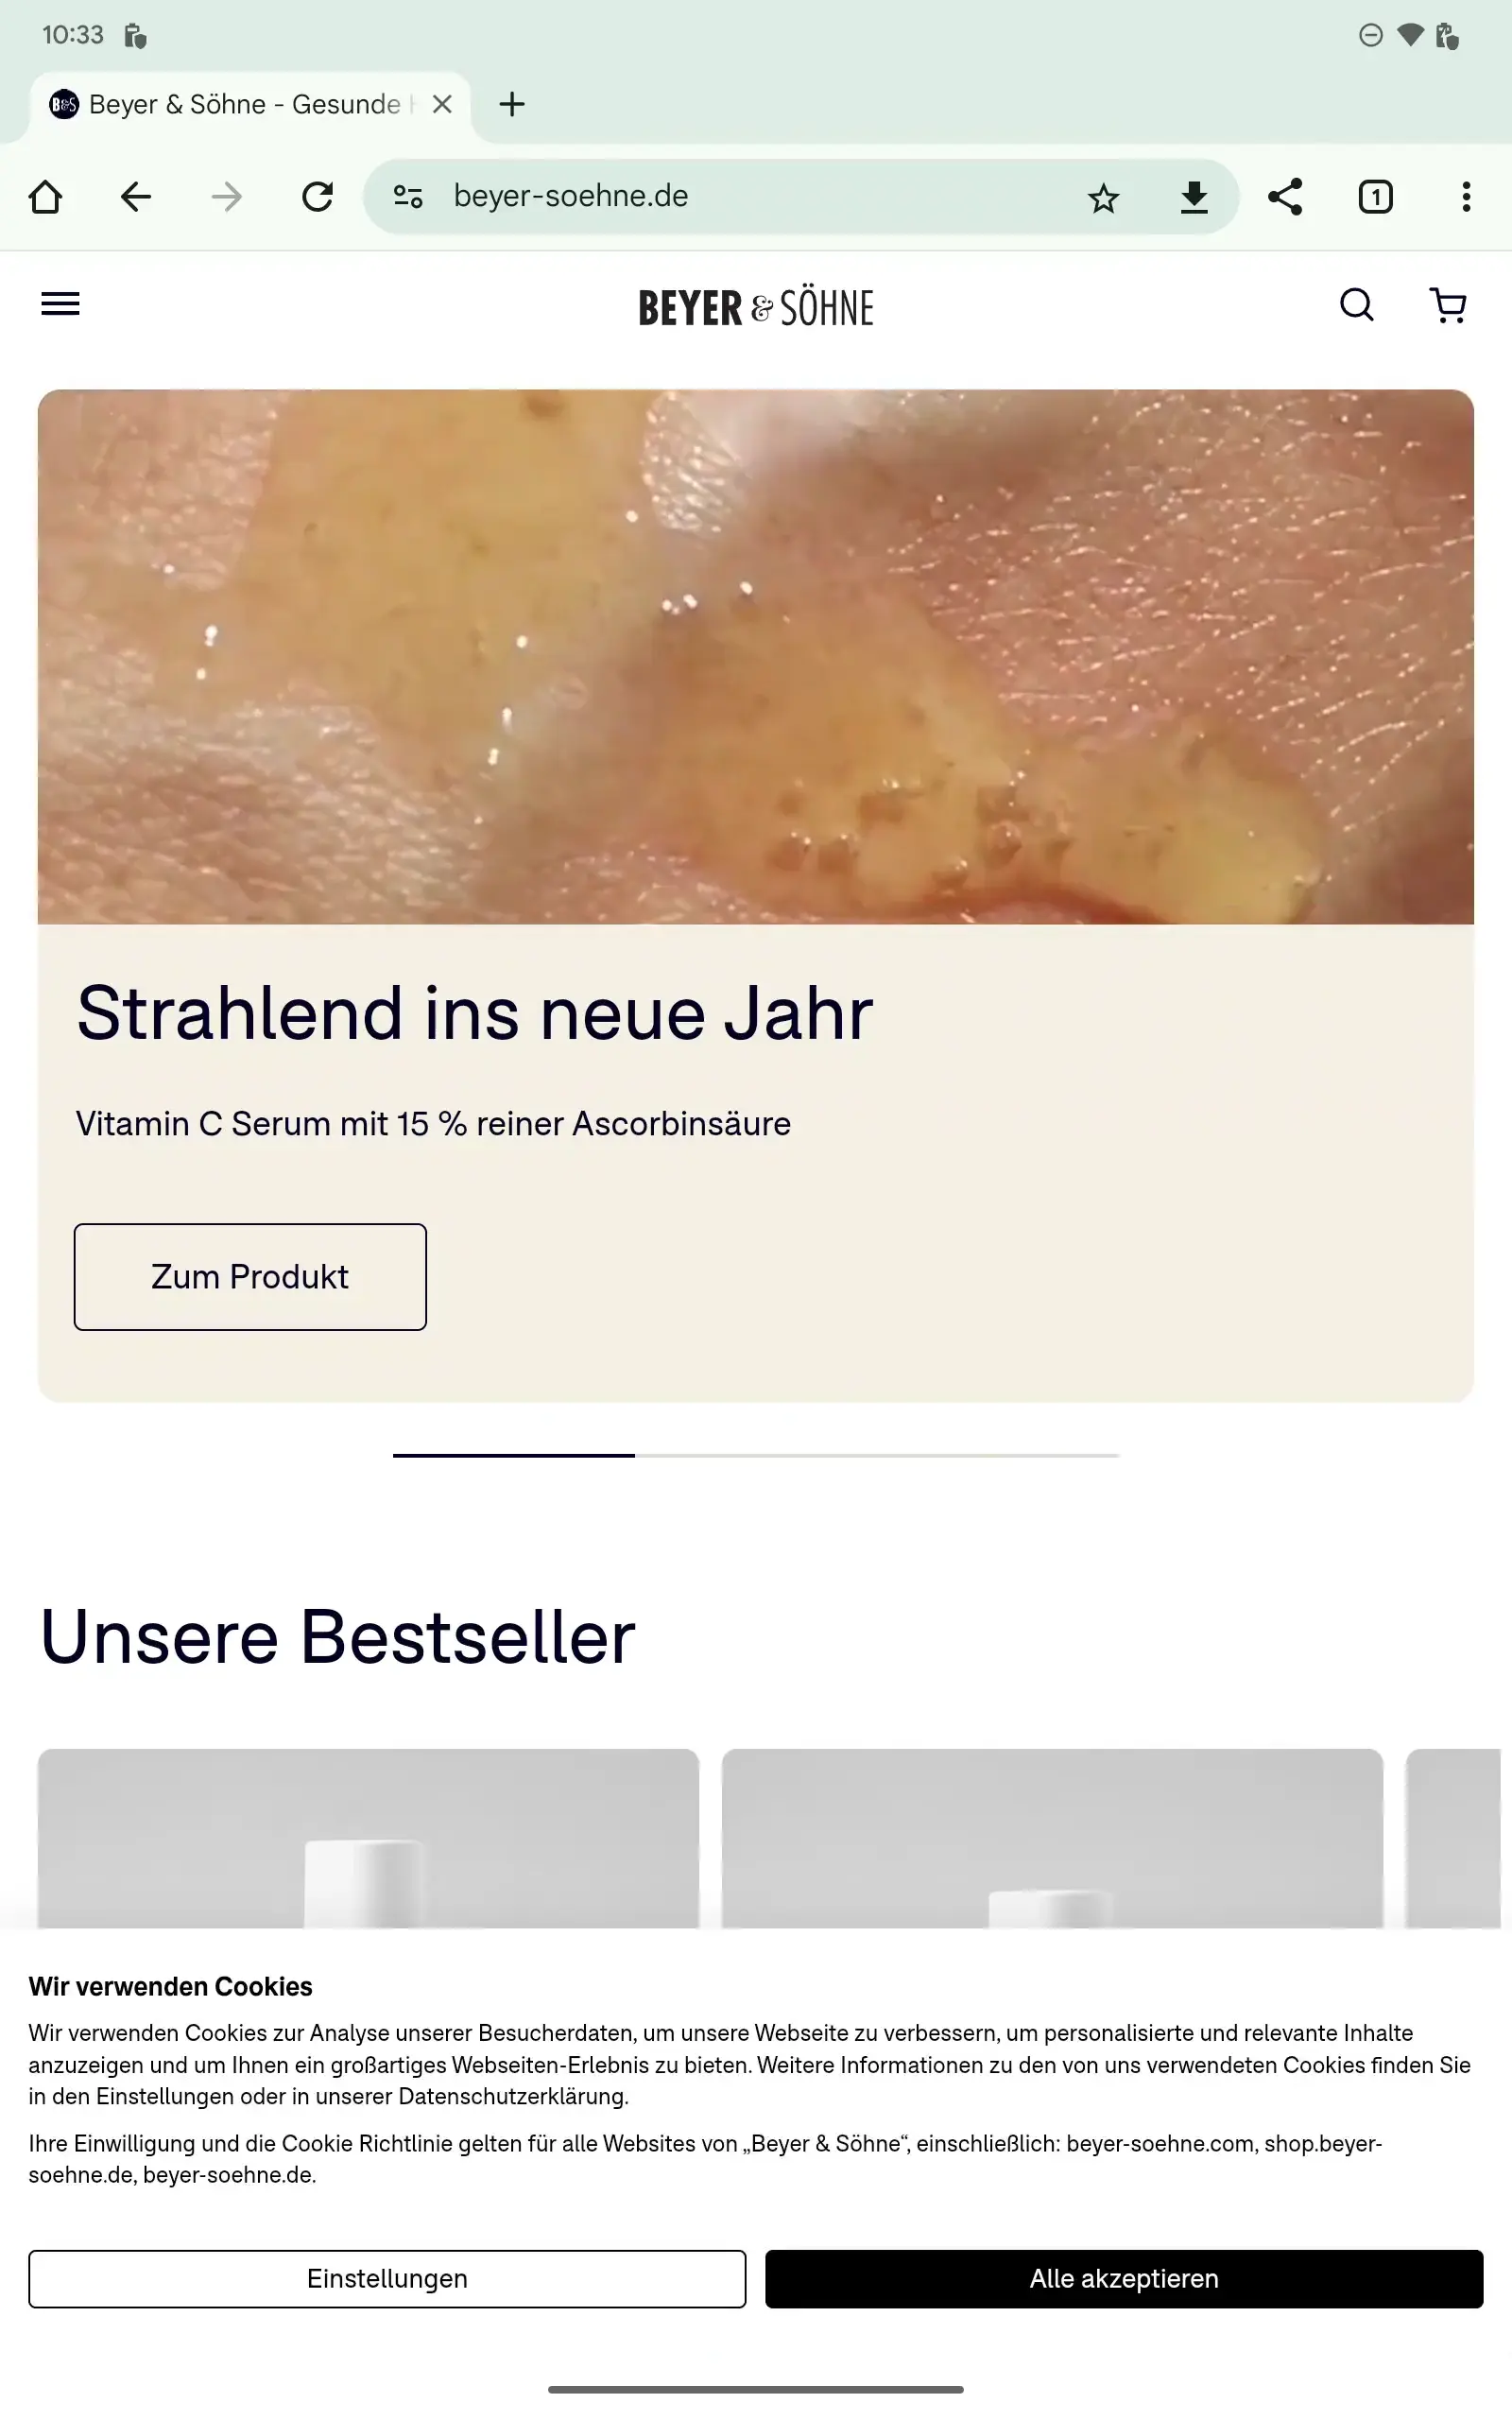 10:33
Beyer & Söhne - Gesunde
beyer-soehne.de
1
BEYER & SÖHNE
Strahlend ins neue Jahr
Vitamin C Serum mit 15 % reiner Ascorbinsäure
Zum Produkt
Unsere Bestseller
Wir verwenden Cookies
Wir verwenden Cookies zur Analyse unserer Besucherdaten, um unsere Webseite zu verbessern, um personalisierte und relevante Inhalte
anzuzeigen und um Ihnen ein großartiges Webseiten-Erlebnis zu bieten. Weitere Informationen zu den von uns verwendeten Cookies finden Sie
in den Einstellungen oder in unserer Datenschutzerklärung.
Ihre Einwilligung und die Cookie Richtlinie gelten für alle Websites von „Beyer & Söhne“, einschließlich: beyer-soehne.com, shop.beyer-
soehne.de, beyer-soehne.de.
Einstellungen
Alle akzeptieren